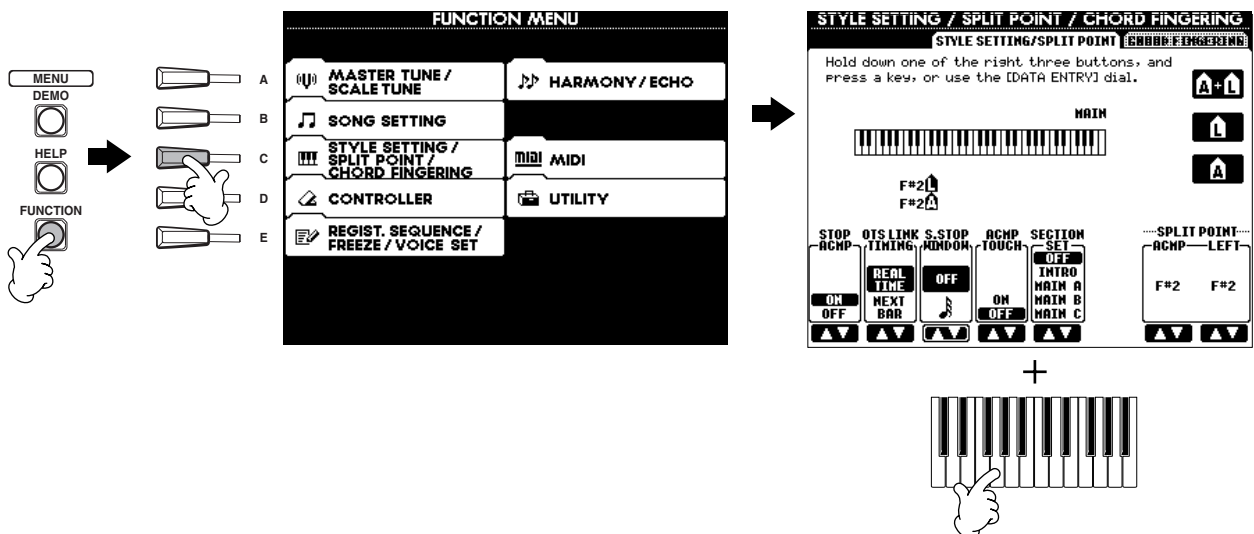 MENU
DEMO
HELP
FUNCTION
A
B
C
D
E
FUNCTION MENU
MASTER TUNE /
SCALE TUNE
HARMONY / ECHO
SONG SETTING
STYLE SETTING /
SPLIT POINT /
CHORD FINGERING
MIDI MIDI
CONTROLLER
UTILITY
REGIST. SEQUENCE /
FREEZE / VOICE SET
STYLE SETTING / SPLIT POINT / CHORD FINGERING
STYLE SETTING/SPLIT POINT CHORD FINGERING
Hold down one of the right three buttons, and
press a key, or use the [DATA ENTRY] dial.
A+L
L
A
MAIN
F#2 L
F#2 A
STOP ACMP
ON
OFF
OTS LINK TIMING
REAL TIME
NEXT BAR
S.STOP WINDOW
OFF
ACMP TOUCH
ON
OFF
SECTION SET
OFF
INTRO
MAIN A
MAIN B
MAIN C
SPLIT POINT
ACMP LEFT
F#2 F#2
+